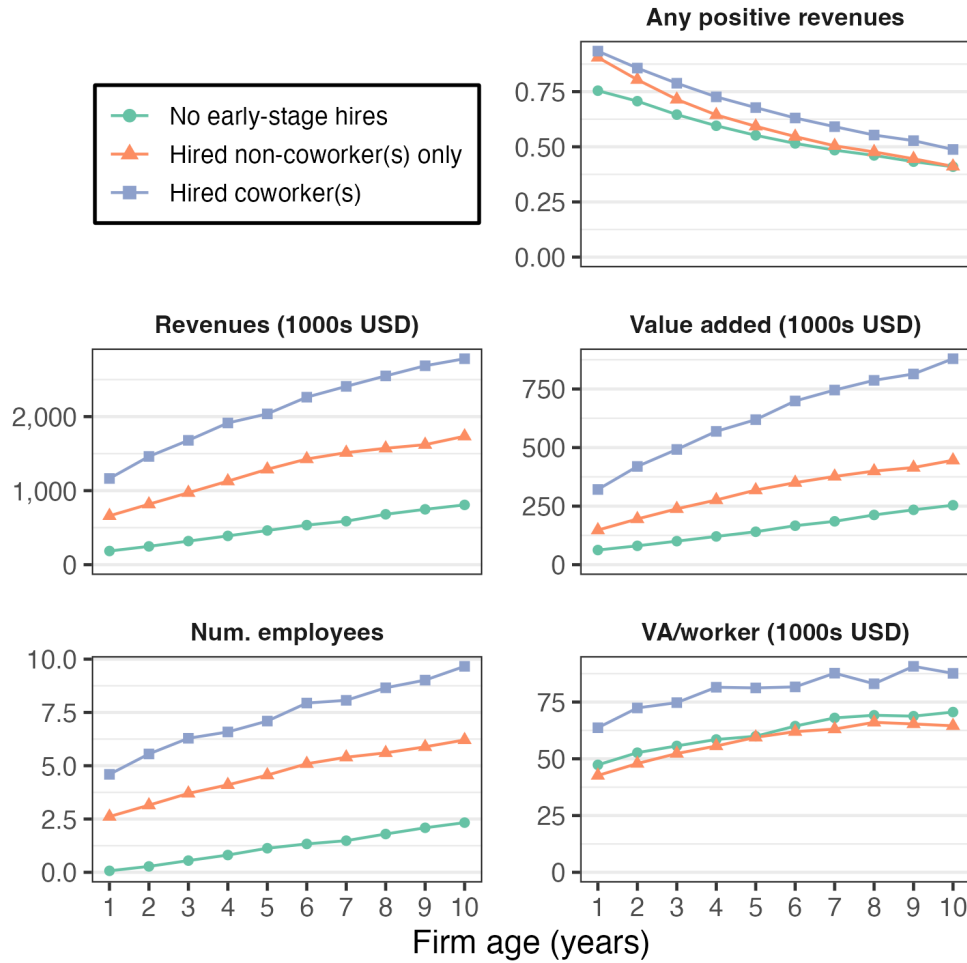 Any positive revenues
No early-stage hires
Hired non-coworker(s) only
Hired coworker(s)
0.75
0.50
0.25
0.00
Revenues (1000s USD)
2,000
1,000
0
Value added (1000s USD)
750
500
250
0
Num. employees
10.0
7.5
5.0
2.5
0.0
1 2 3 4 5 6 7 8 9 10
VA/worker (1000s USD)
75
50
25
0
1 2 3 4 5 6 7 8 9 10
Firm age (years)